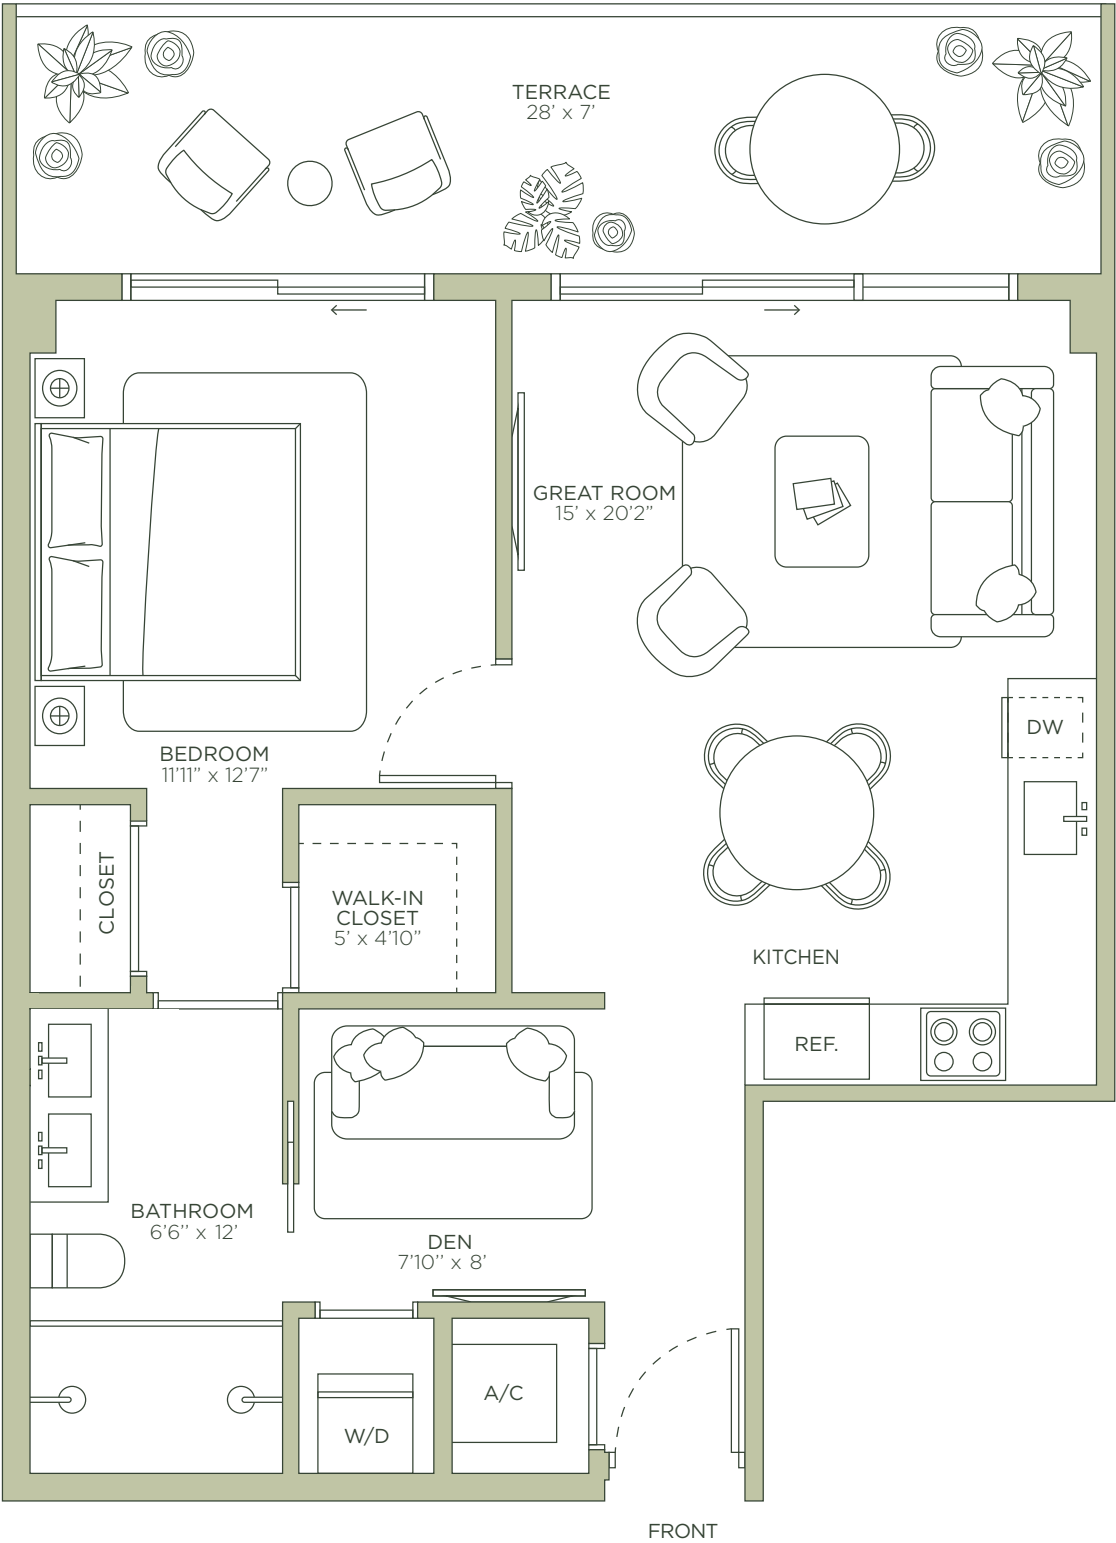 TERRACE
28’ x 7’
GREAT ROOM
15’ x 20’2”
DW
BEDROOM
11’11” x 12’7”
CLOSET
WALK-IN
CLOSET
5’ x 4’10”
KITCHEN
REF.
BATHROOM
6’6’’ x 12’
DEN
7’10’’ x 8’
A/C
W/D
FRONT